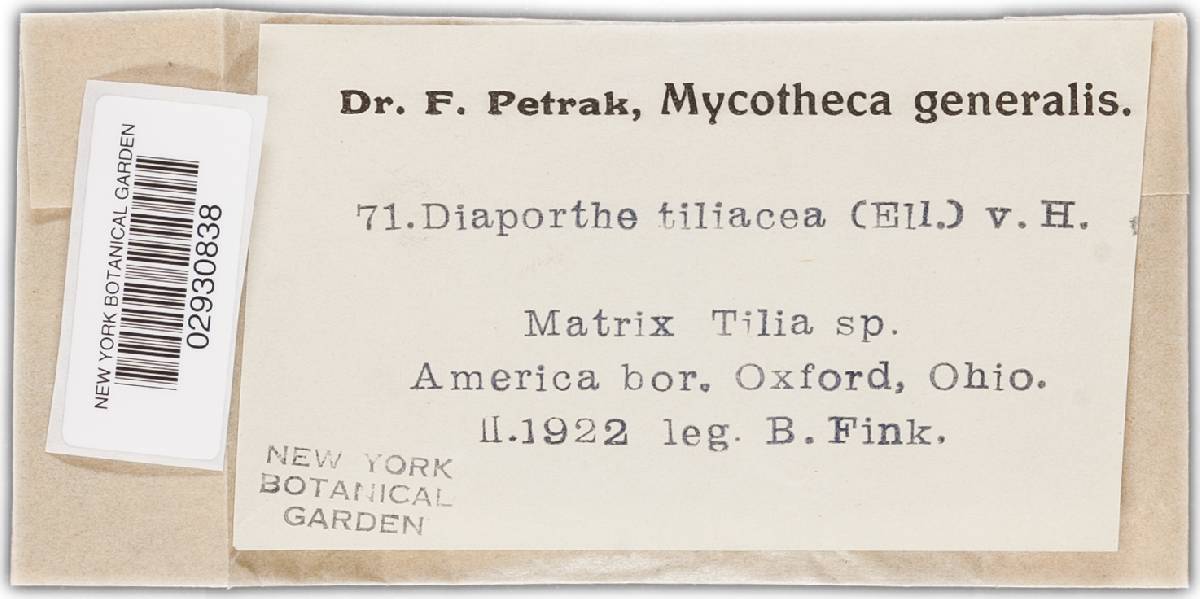 Dr. F. Petrak, Mycotheca generalis.
71. Diaporthe tiliacea (Ell.) v. H.
Matrix Tilia sp.
America bor. Oxford, Ohio.
II.1922 leg. B. Fink.
NEW YORK
BOTANICAL
GARDEN
NEW YORK BOTANICAL GARDEN
02930838